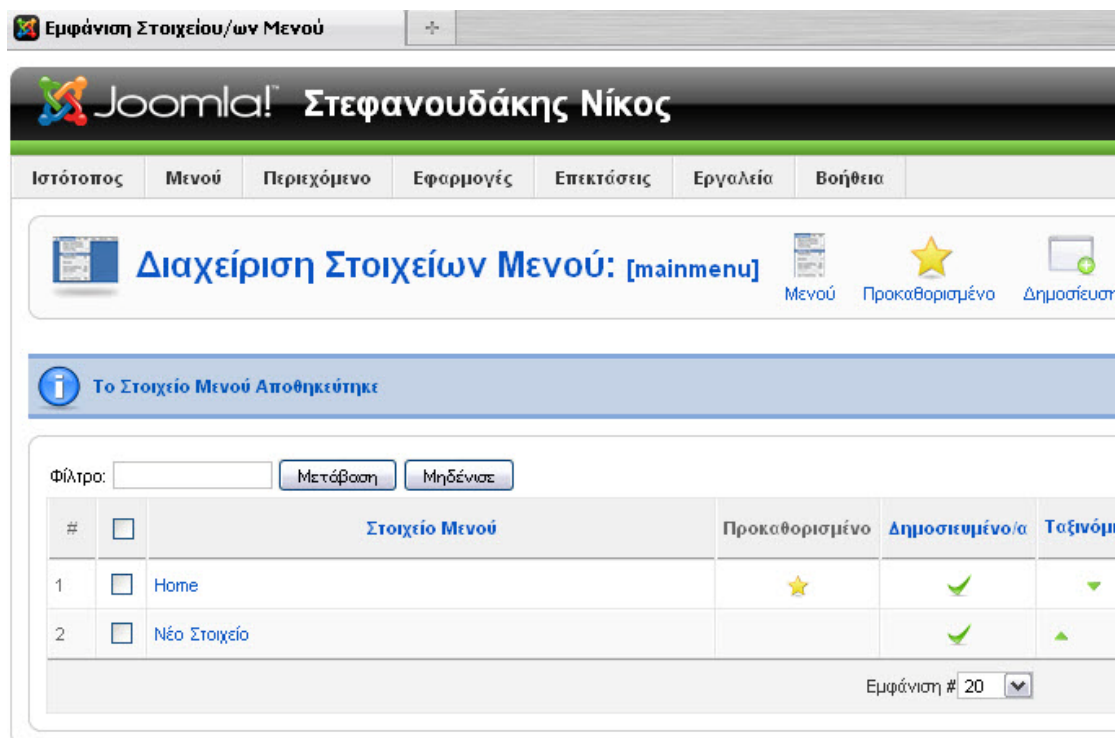 Εμφάνιση Στοιχείου/ων Μενού
Joomla! Στεφανουδάκης Νίκος
Ιστότοπος Μενού Περιεχόμενο Εφαρμογές Επεκτάσεις Εργαλεία Βοήθεια
Διαχείριση Στοιχείων Μενού: [mainmenu]
Μενού Προκαθορισμένο Δημοσίευση
Το Στοιχείο Μενού Αποθηκεύτηκε
Φίλτρο: Μετάβαση Μηδένισε
# Στοιχείο Μενού Προκαθορισμένο Δημοσιευμένο/α
1 Home
2 Νέο Στοιχείο
Εμφάνιση # 20